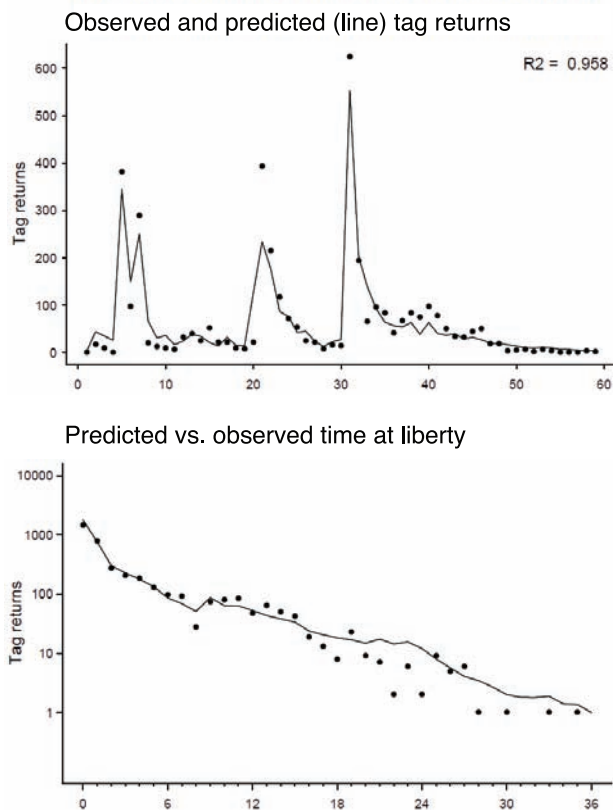 Observed and predicted (line) tag returns
R2 = 0.958
Tag returns
600
500
400
300
200
100
0
0 10 20 30 40 50 60
Predicted vs. observed time at liberty
Tag returns
10000
1000
100
10
1
0 6 12 18 24 30 36